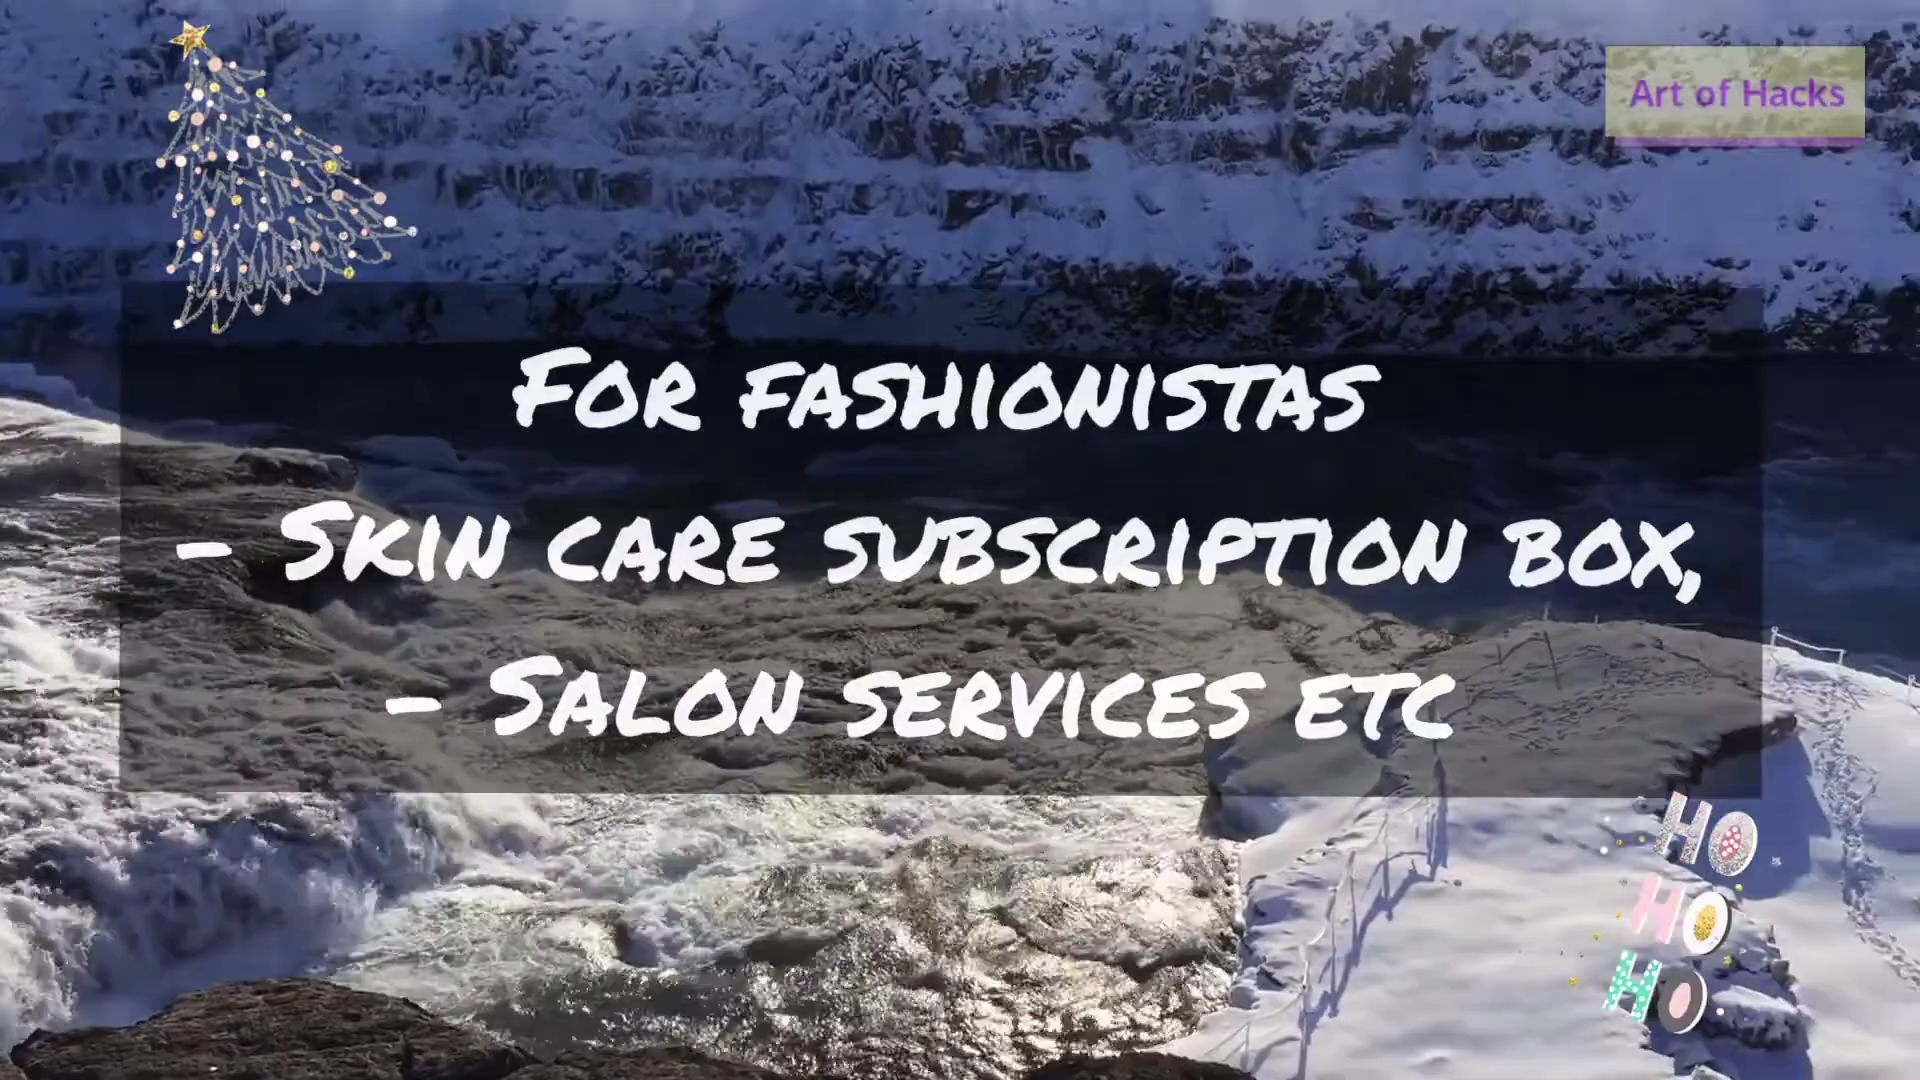 Art of Hacks
For fashionistas
- Skin care subscription box,
- Salon services etc
HO
HO
HO